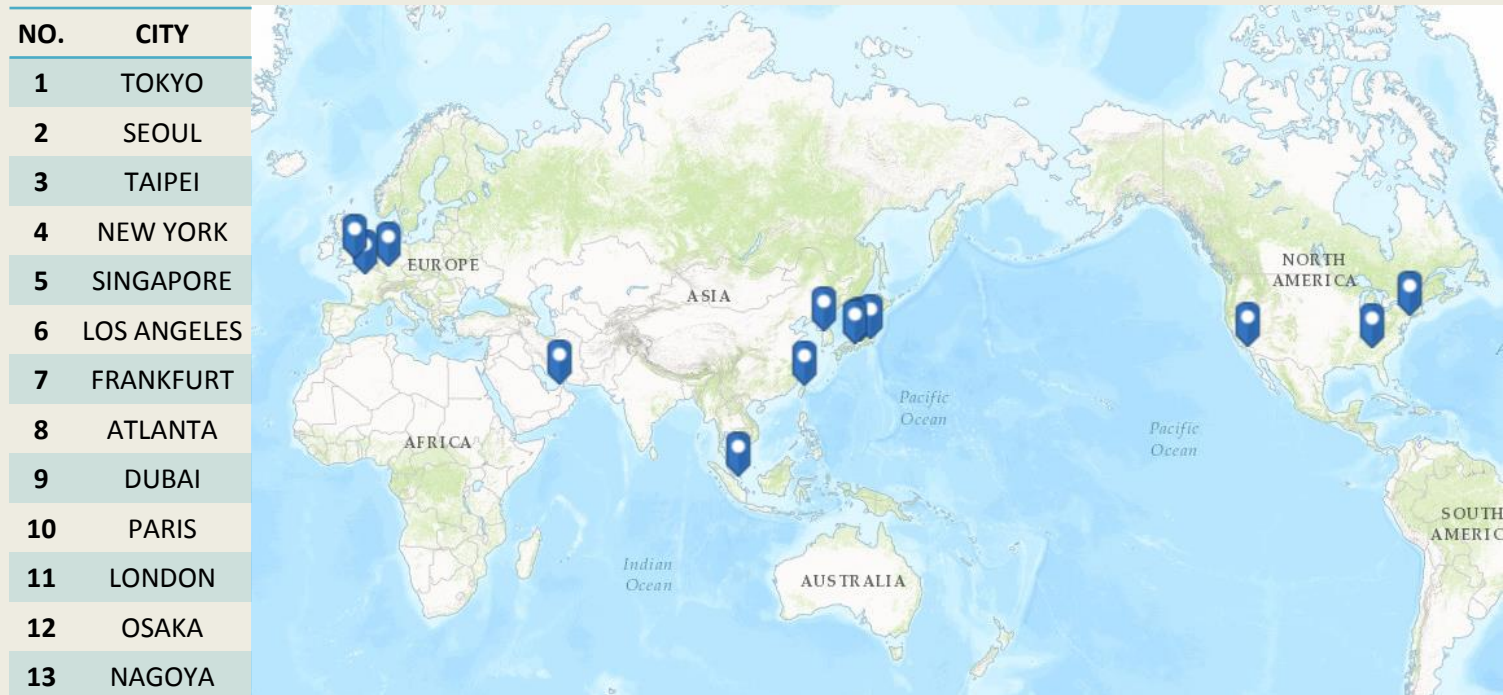 NO. CITY
1 TOKYO
2 SEOUL
3 TAIPEI
4 NEW YORK
5 SINGAPORE
6 LOS ANGELES
7 FRANKFURT
8 ATLANTA
9 DUBAI
10 PARIS
11 LONDON
12 OSAKA
13 NAGOYA
EUROPE
ASIA
NORTH
AMERICA
Pacific
Ocean
Pacific
Ocean
AFRICA
SOUTH
AMERIC
Indian
Ocean
AUSTRALIA